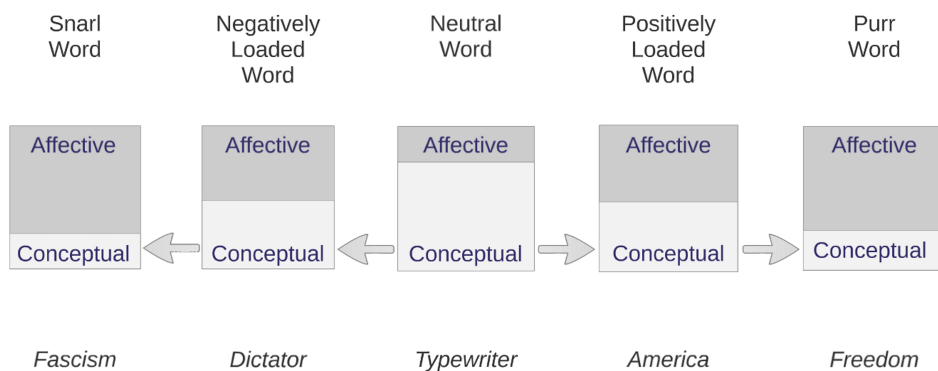 Snarl
Word
Negatively
Loaded
Word
Neutral
Word
Positively
Loaded
Word
Purr
Word
Affective
Affective
Affective
Affective
Affective
Conceptual
Conceptual
Conceptual
Conceptual
Conceptual
Fascism
Dictator
Typewriter
America
Freedom